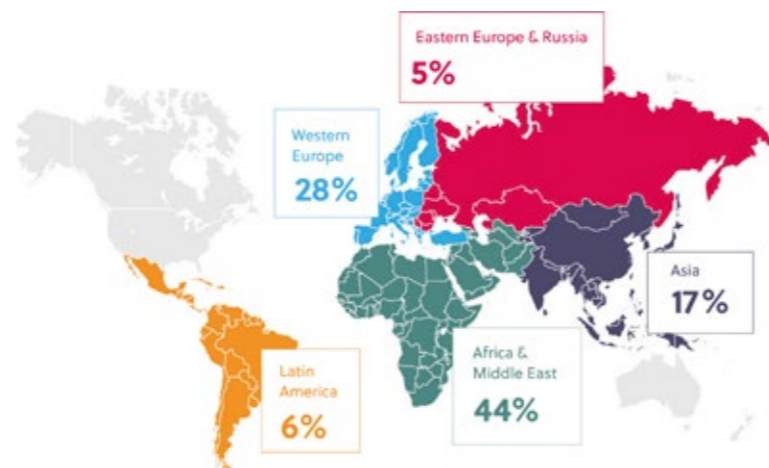 Eastern Europe & Russia
5%
Western
Europe
28%
Asia
17%
Africa &
Middle East
44%
Latin
America
6%